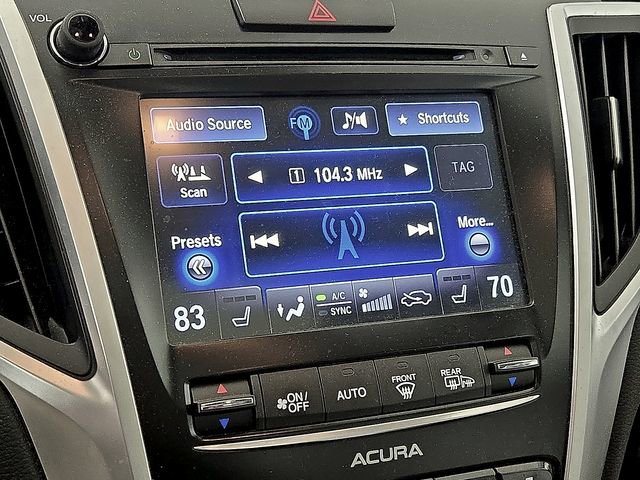 VOL
Audio Source
FM
Shortcuts
Scan
1 104.3 MHz
TAG
Presets
More...
83
A/C
SYNC
70
ON/
OFF
AUTO
FRONT
REAR
ACURA